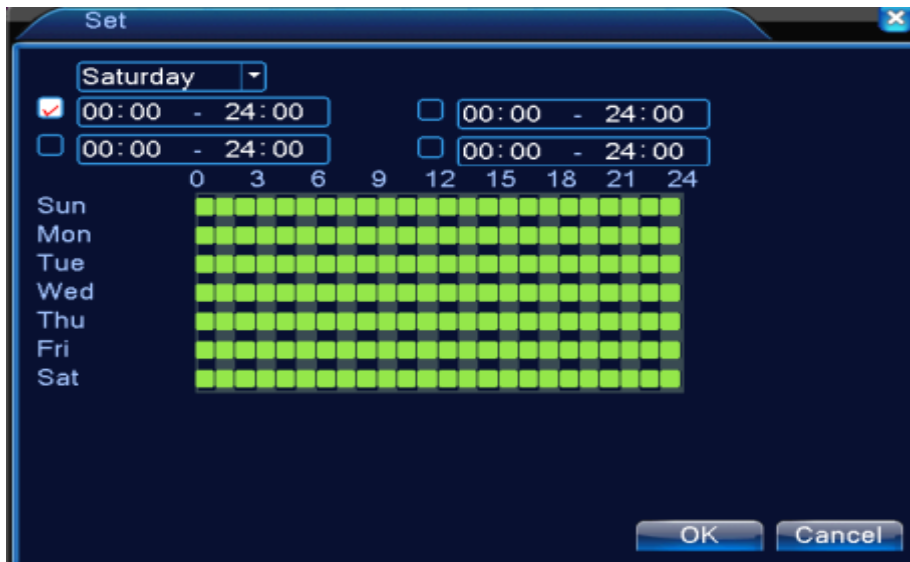 Set
Saturday
00:00 - 24:00 00:00 - 24:00
00:00 - 24:00 00:00 - 24:00
0 3 6 9 12 15 18 21 24
Sun
Mon
Tue
Wed
Thu
Fri
Sat
OK Cancel